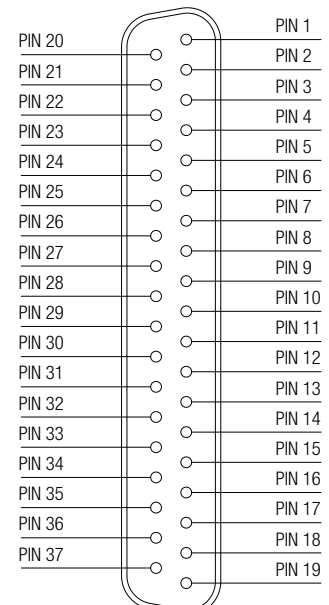 PIN 1
PIN 20
PIN 2
PIN 21
PIN 3
PIN 22
PIN 4
PIN 23
PIN 5
PIN 24
PIN 6
PIN 25
PIN 7
PIN 26
PIN 8
PIN 27
PIN 9
PIN 28
PIN 10
PIN 29
PIN 11
PIN 30
PIN 12
PIN 31
PIN 13
PIN 32
PIN 14
PIN 33
PIN 15
PIN 34
PIN 16
PIN 35
PIN 17
PIN 36
PIN 18
PIN 37
PIN 19